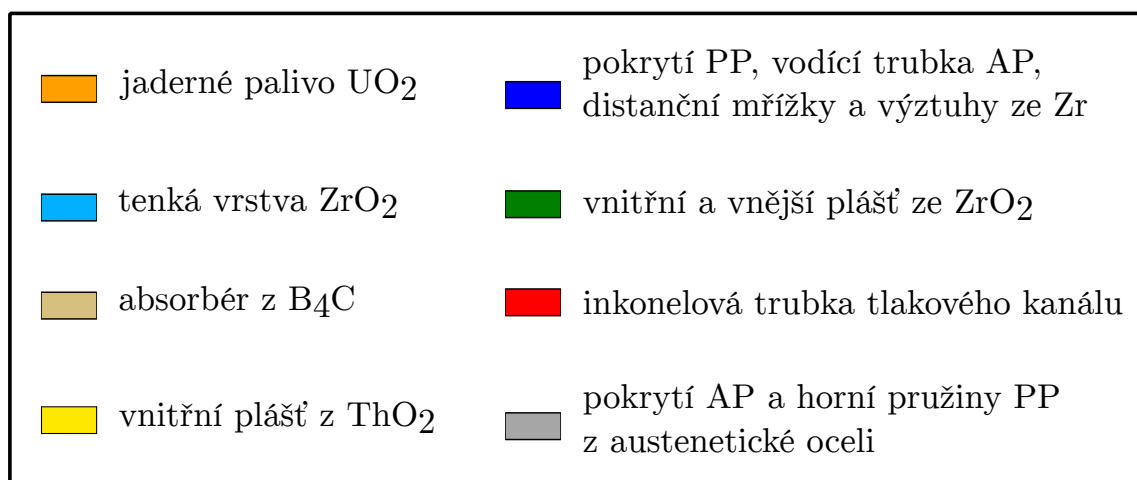 jaderné palivo UO2
pokrytí PP, vodící trubka AP,
distanční mřížky a výztuhy ze Zr
tenká vrstva ZrO2
vnitřní a vnější plášť ze ZrO2
absorbér z B4C
inkonelová trubka tlakového kanálu
vnitřní plášť z ThO2
pokrytí AP a horní pružiny PP
z austenetické oceli